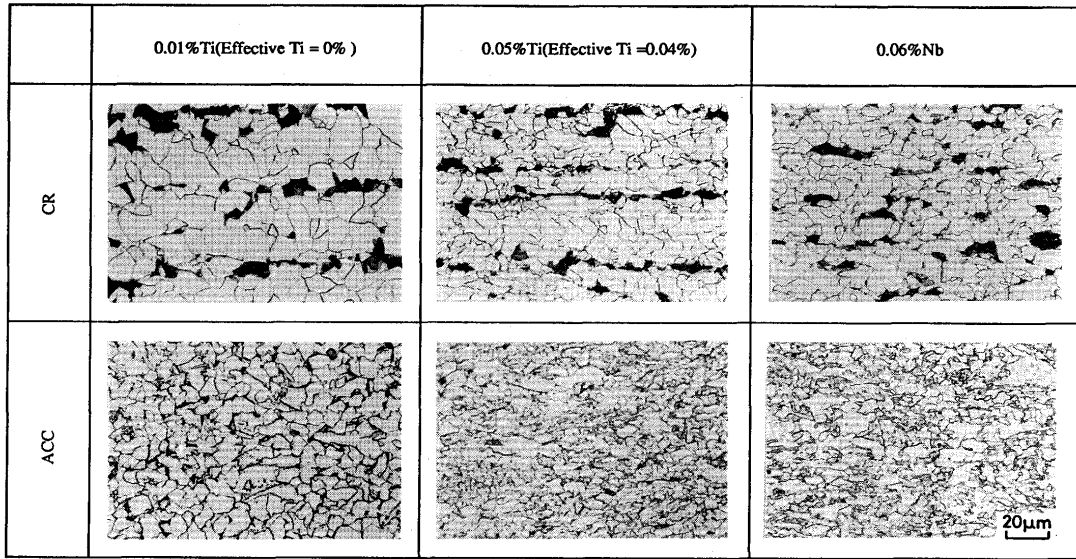 0.01%Ti(Effective Ti = 0% )
0.05%Ti(Effective Ti =0.04%)
0.06%Nb
CR
ACC
20μm